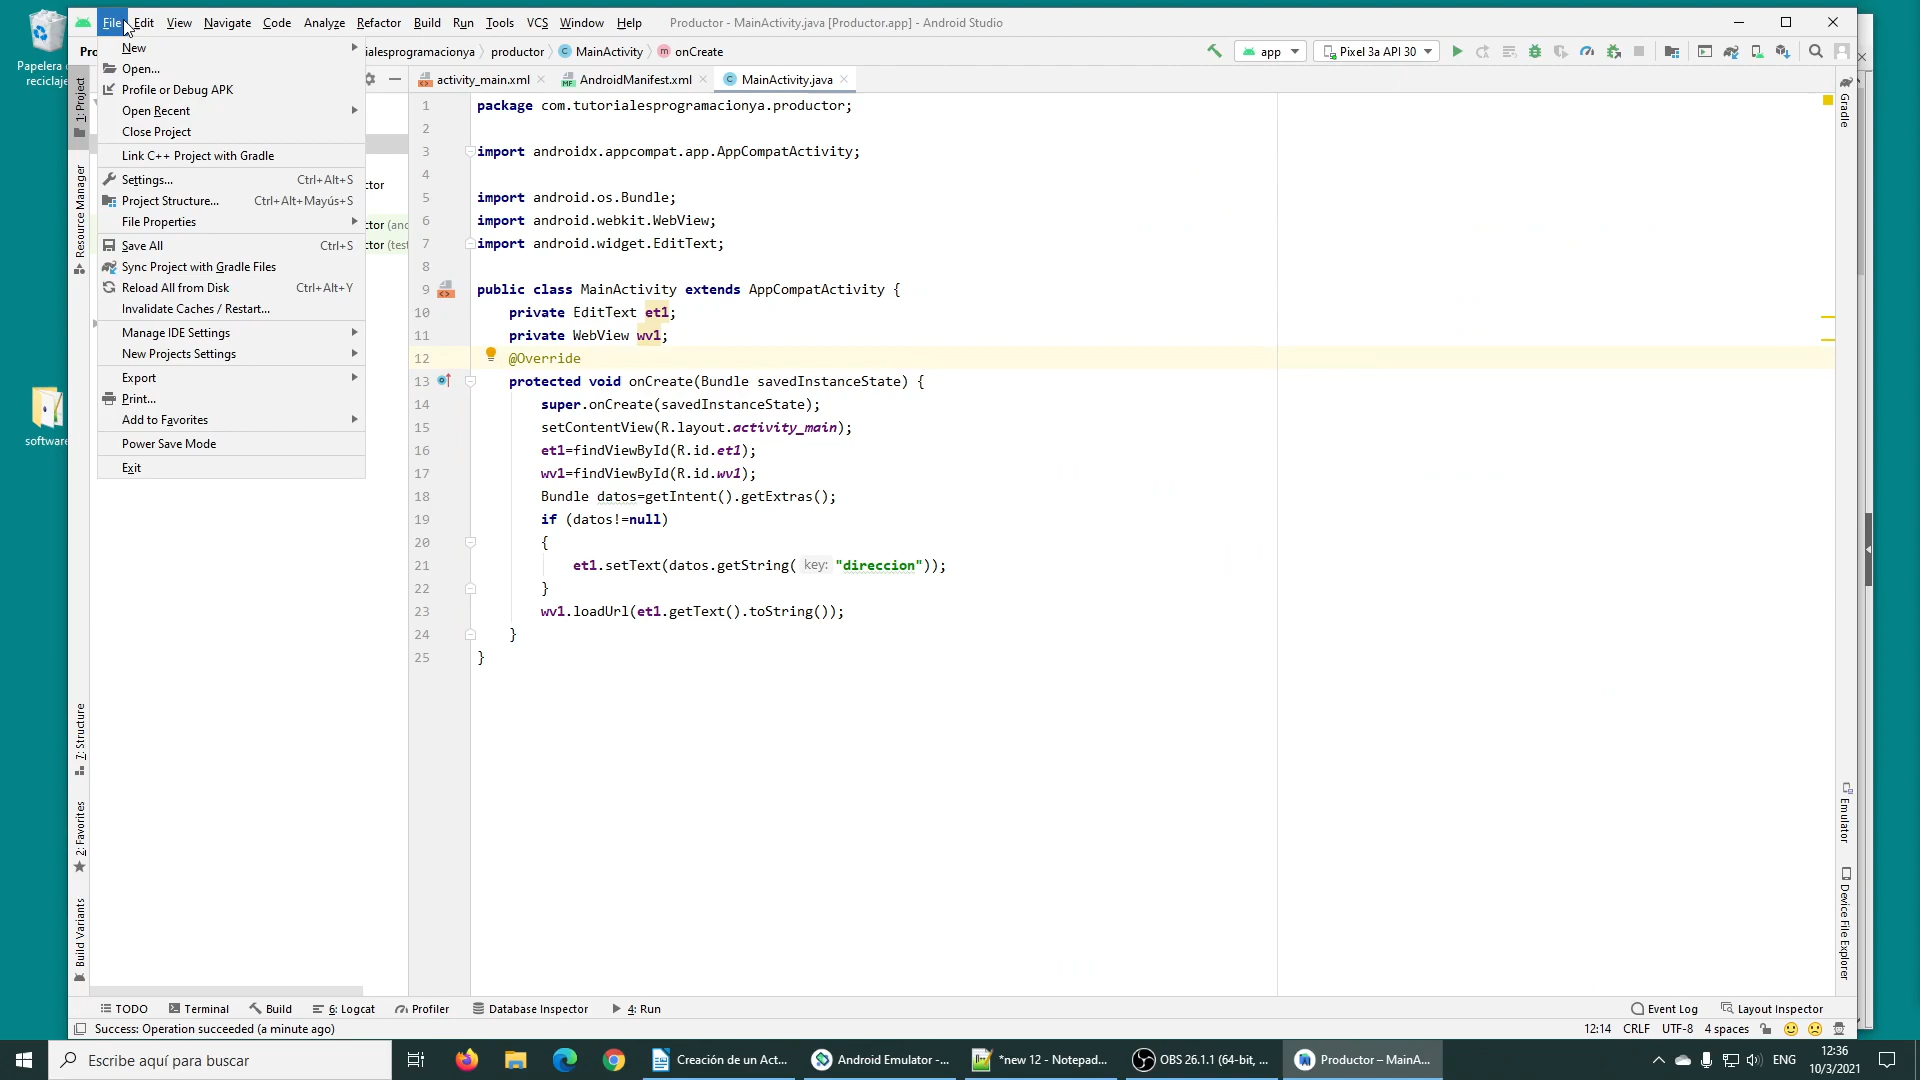 Papelera de
reciclaje
software
File Edit View Navigate Code Analyze Refactor Build Run Tools VCS Window Help Productor - MainActivity.java [Productor.app] - Android Studio
Pro
ialesprogramacionya productor MainActivity onCreate
app Pixel 3a API 30
New
Open...
Profile or Debug APK
Open Recent
Close Project
Link C++ Project with Gradle
Settings... Ctrl+Alt+S
Project Structure... Ctrl+Alt+Mayús+S
File Properties
Save All Ctrl+S
Sync Project with Gradle Files
Reload All from Disk Ctrl+Alt+Y
Invalidate Caches / Restart...
Manage IDE Settings
New Projects Settings
Export
Print...
Add to Favorites
Power Save Mode
Exit
ctor
ctor (and
ctor (test
1: Project
Resource Manager
7: Structure
2: Favorites
Build Variants
activity_main.xml AndroidManifest.xml MainActivity.java
1 package com.tutorialesprogramacionya.productor;
2
3 import androidx.appcompat.app.AppCompatActivity;
4
5 import android.os.Bundle;
6 import android.webkit.WebView;
7 import android.widget.EditText;
8
9 public class MainActivity extends AppCompatActivity {
10 private EditText et1;
11 private WebView wv1;
12 @Override
13 protected void onCreate(Bundle savedInstanceState) {
14 super.onCreate(savedInstanceState);
15 setContentView(R.layout.activity_main);
16 et1=findViewById(R.id.et1);
17 wv1=findViewById(R.id.wv1);
18 Bundle datos=getIntent().getExtras();
19 if (datos!=null)
20 {
21 et1.setText(datos.getString( key: "direccion"));
22 }
23 wv1.loadUrl(et1.getText().toString());
24 }
25 }
Gradle
Emulator
Device File Explorer
TODO Terminal Build 6: Logcat Profiler Database Inspector 4: Run Event Log Layout Inspector
Success: Operation succeeded (a minute ago) 12:14 CRLF UTF-8 4 spaces
Escribe aquí para buscar
Creación de un Act...
Android Emulator -...
*new 12 - Notepad...
OBS 26.1.1 (64-bit, ...
Productor – MainA...
ENG
12:36
10/3/2021